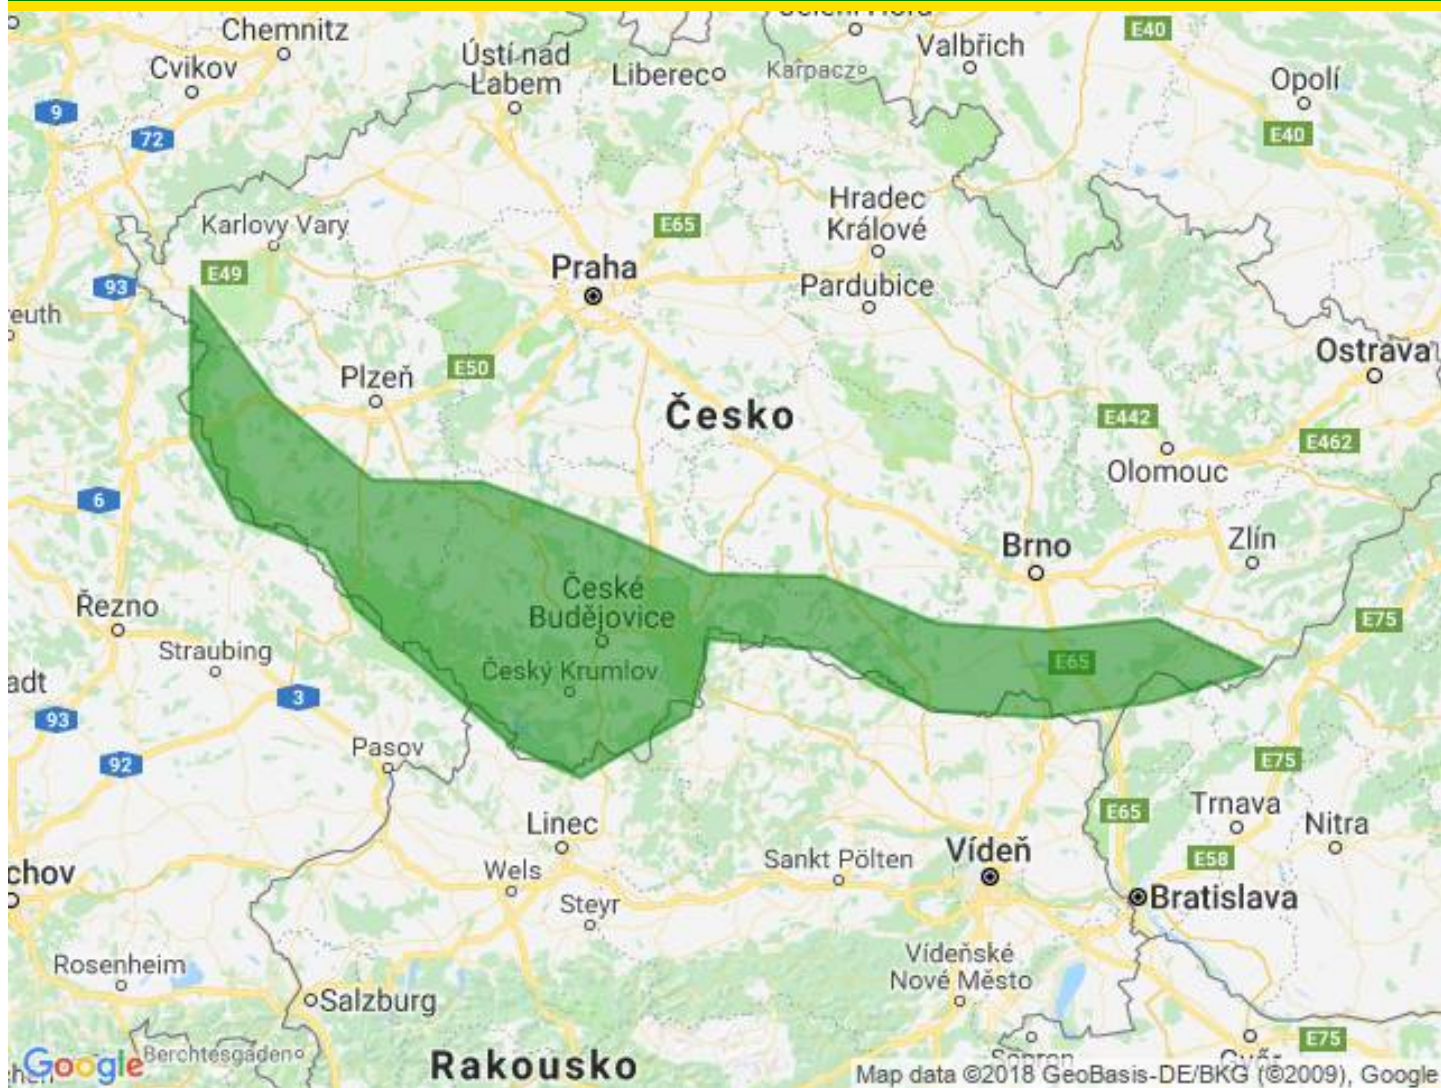 Chemnitz
Cvikov
Ústí nad
Labem
Liberec
Karpacz
Valbřich
E40
Opolí
E40
9
72
Karlovy Vary
E65
Hradec
Králové
93
E49
Praha
Pardubice
euth
Plzeň
E50
Česko
Ostrava
E442
E462
Olomouc
6
Brno
Zlín
Řezno
České
Budějovice
E75
Straubing
Český Krumlov
E65
adt
3
93
Pasov
92
E75
Linec
E65
Trnava
Nitra
chov
Wels
Sankt Pölten
Vídeň
E58
Steyr
Bratislava
Rosenheim
Vídeňské
Nové Město
Salzburg
Berchtesgaden
Rakousko
E75
Google
Map data ©2018 GeoBasis-DE/BKG (©2009), Google